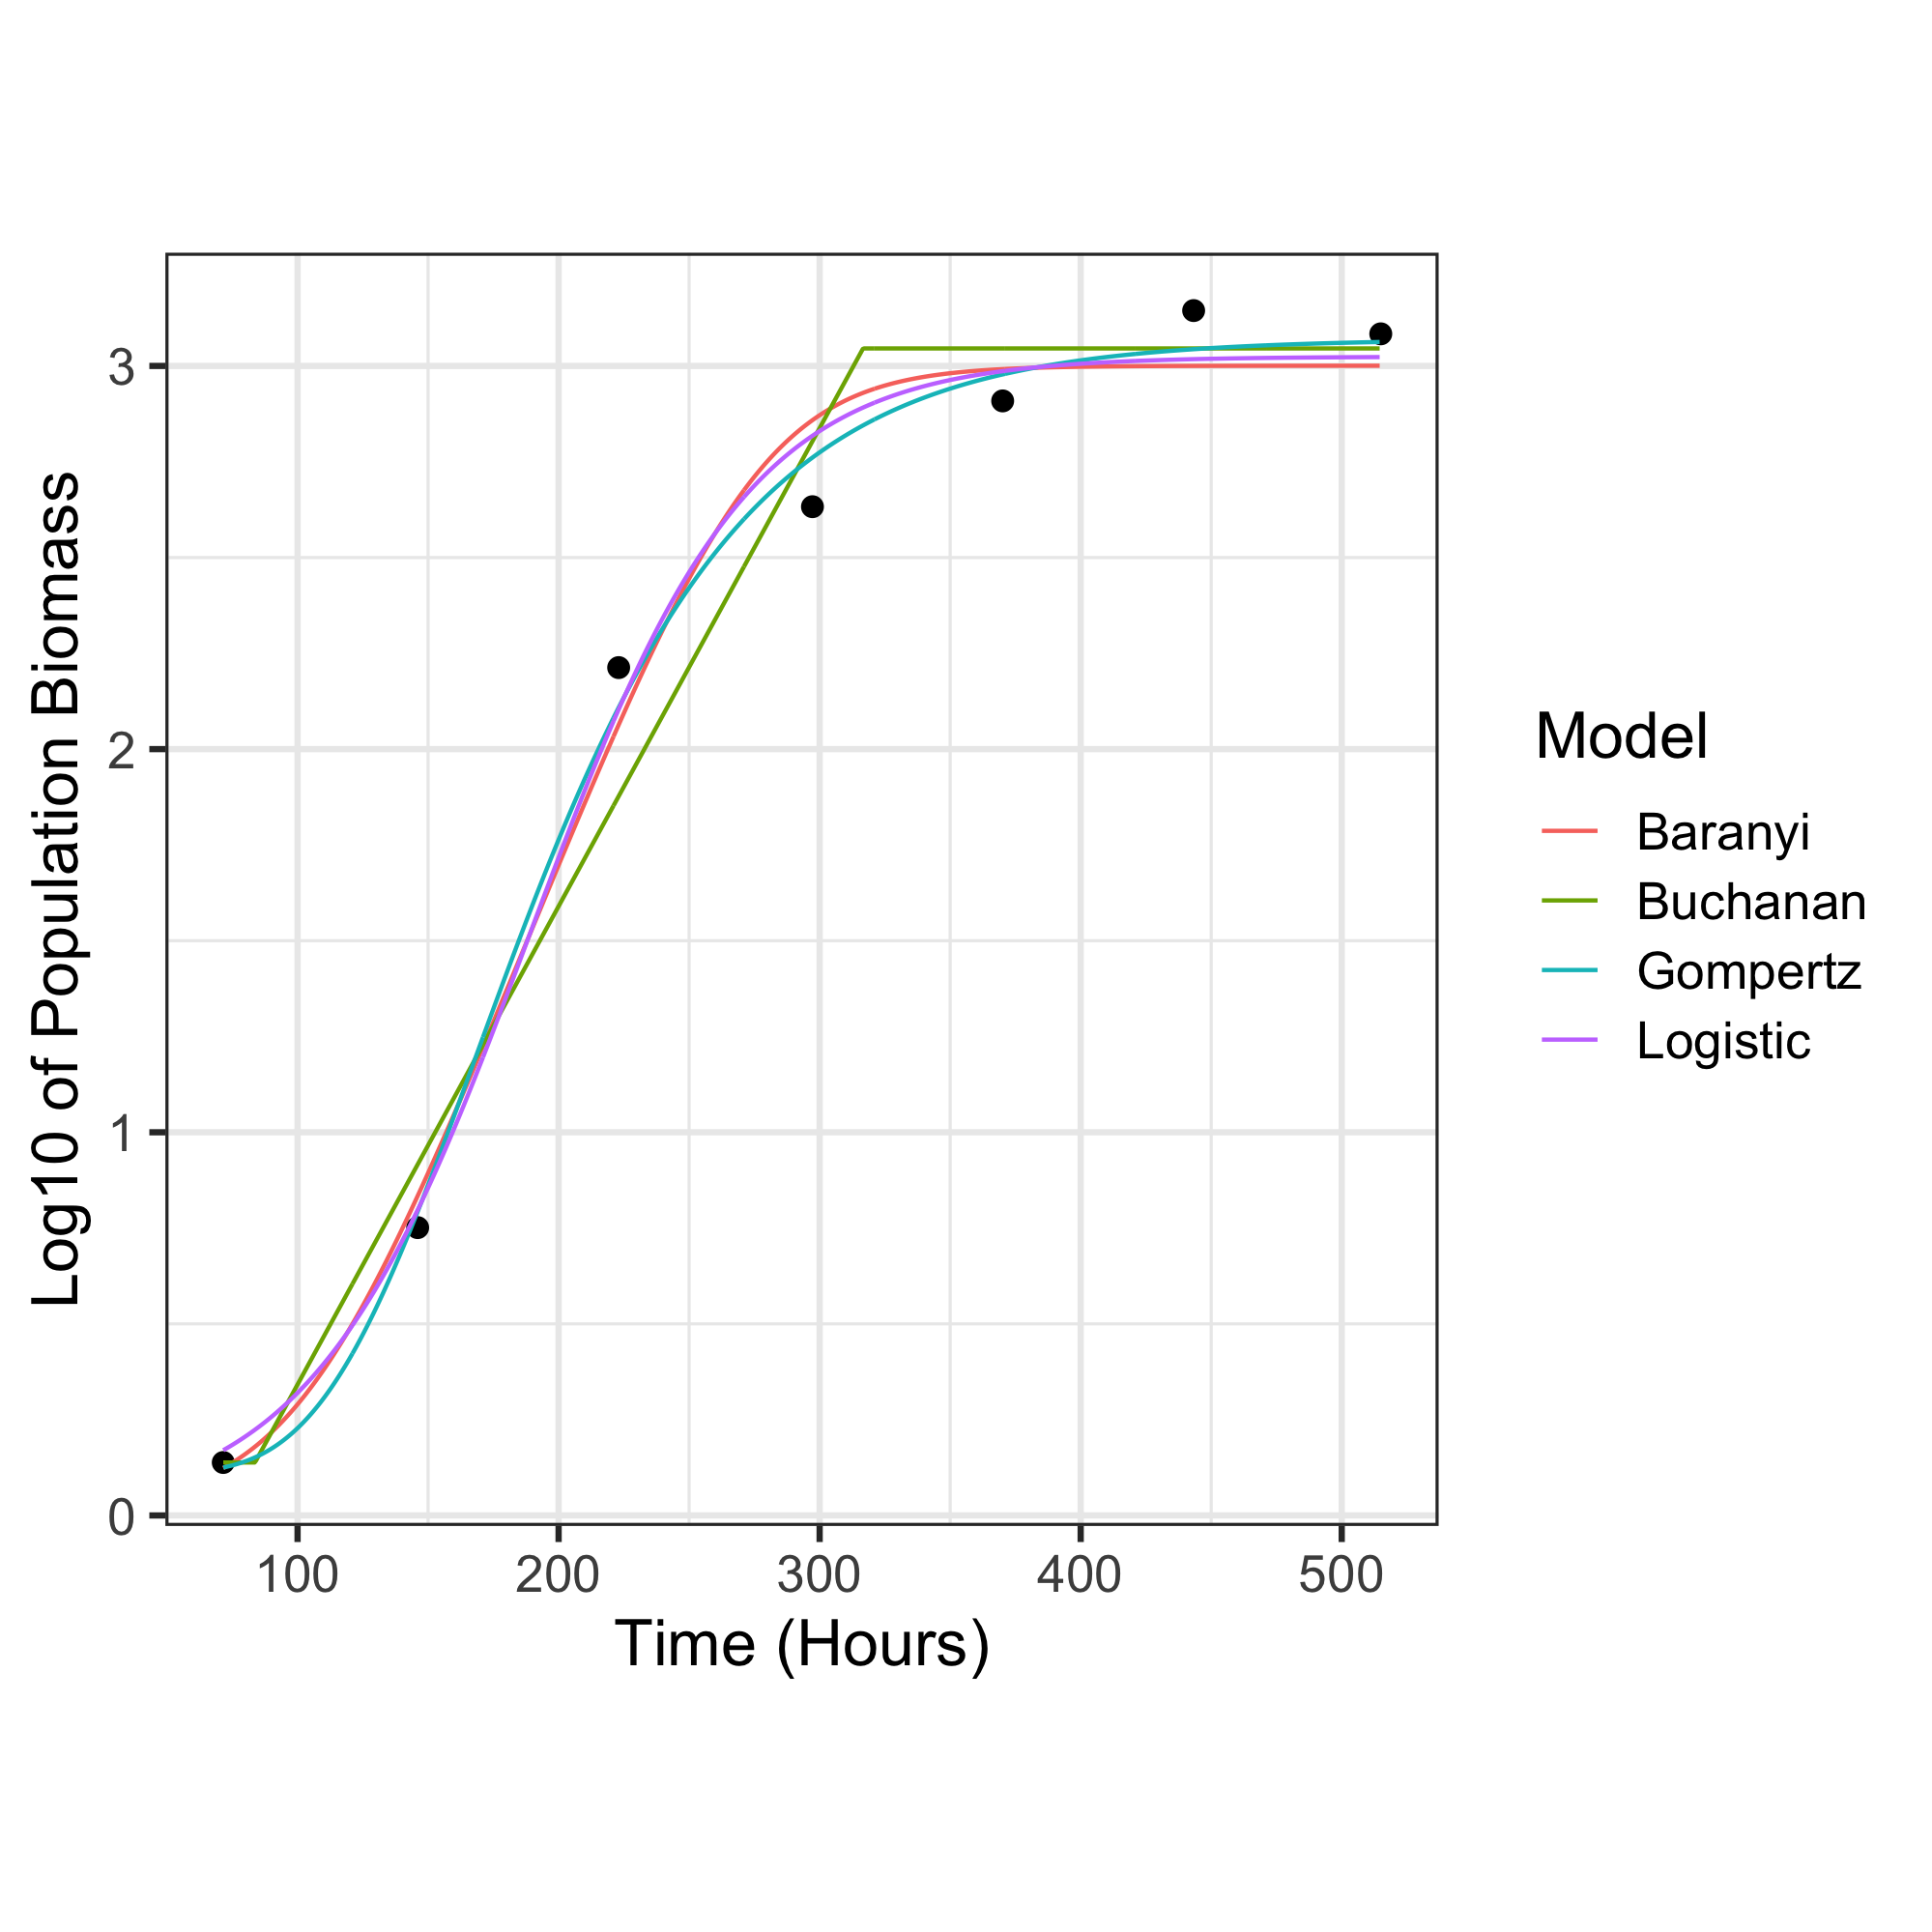 Log10 of Population Biomass
3
2
1
0
100 200 300 400 500
Time (Hours)
Model
Baranyi
Buchanan
Gompertz
Logistic